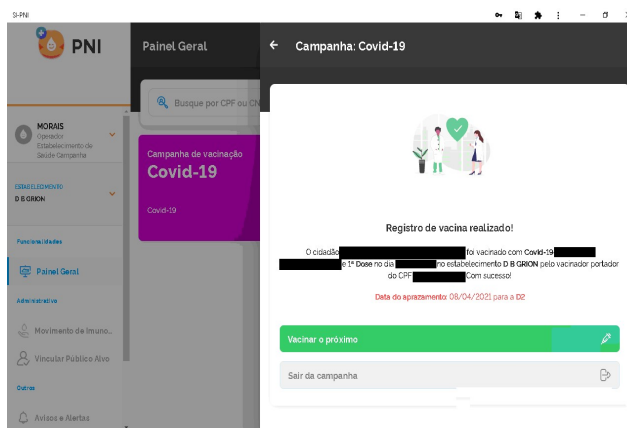 SI-PNI
PNI
MORAIS
Operador
Estabelecimento de
Saúde Campanha
ESTABELECIMENTO
D B GRION
Funcionalidades
Painel Geral
Administrativo
Movimento de Imuno...
Vincular Público Alvo
Outros
Avisos e Alertas
Painel Geral
Busque por CPF ou CN
Campanha de vacinação
Covid-19
Covid-19
Campanha: Covid-19
Registro de vacina realizado!
O cidadão foi vacinado com Covid-19
e 1ª Dose no dia no estabelecimento D B GRION pelo vacinador portador
do CPF Com sucesso!
Data do aprazamento: 08/04/2021 para a D2
Vacinar o próximo
Sair da campanha